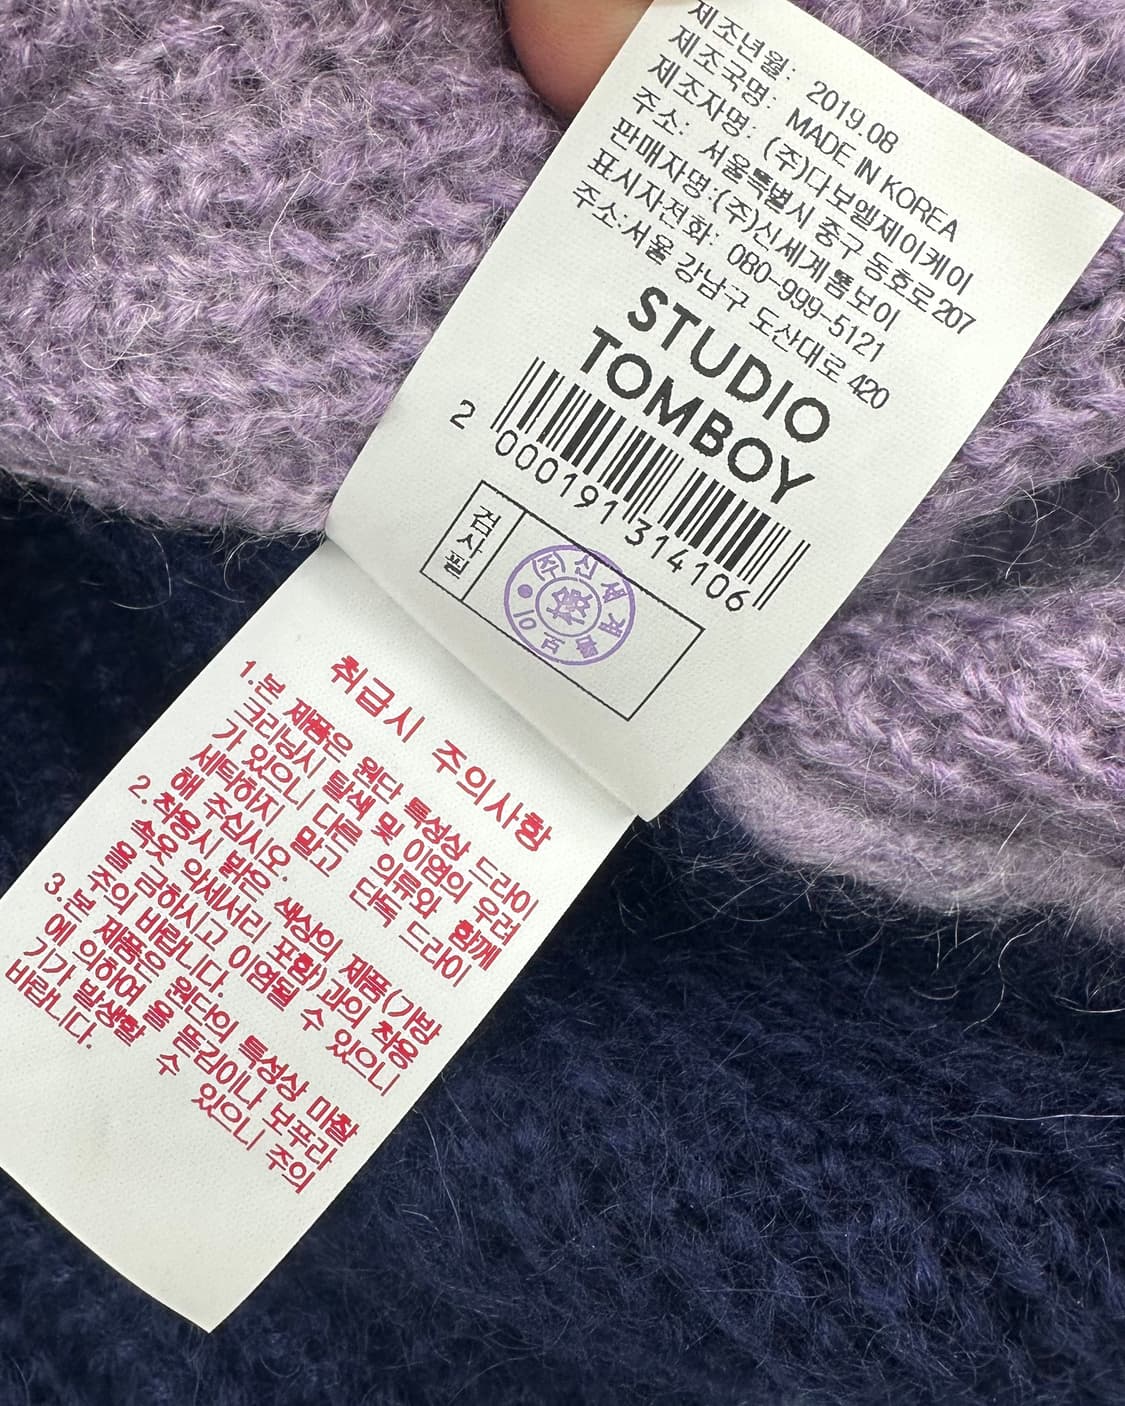 제조년월: 2019.08
제조국명: MADE IN KOREA
제조자명: (주)다보엠제이케이
주소: 서울특별시 중구 동호로 207
판매자명:(주)신세계톰보이
표시자전화: 080-999-5121
주소:서울 강남구 도산대로 420
STUDIO
TOMBOY
2 000191 314106
검사필
(주)신세계톰보이
취급시 주의사항
1.본 제품은 원단 특성상 드라이
크리닝시 탈색 및 이염의 우려
가 있으니 다른 의류와 함께
세탁하지 말고 단독 드라이
해 주십시오.
2.착용시 밝은 색상의 제품(가방
속옷 악세서리 포함)과의 착용
을 금하시고 이염될 수 있으니
주의 바랍니다.
3.본 제품은 원단의 특성상 마찰
에 의하여 올 뜯김이나 보푸라
기가 발생할 수 있으니 주의
바랍니다.